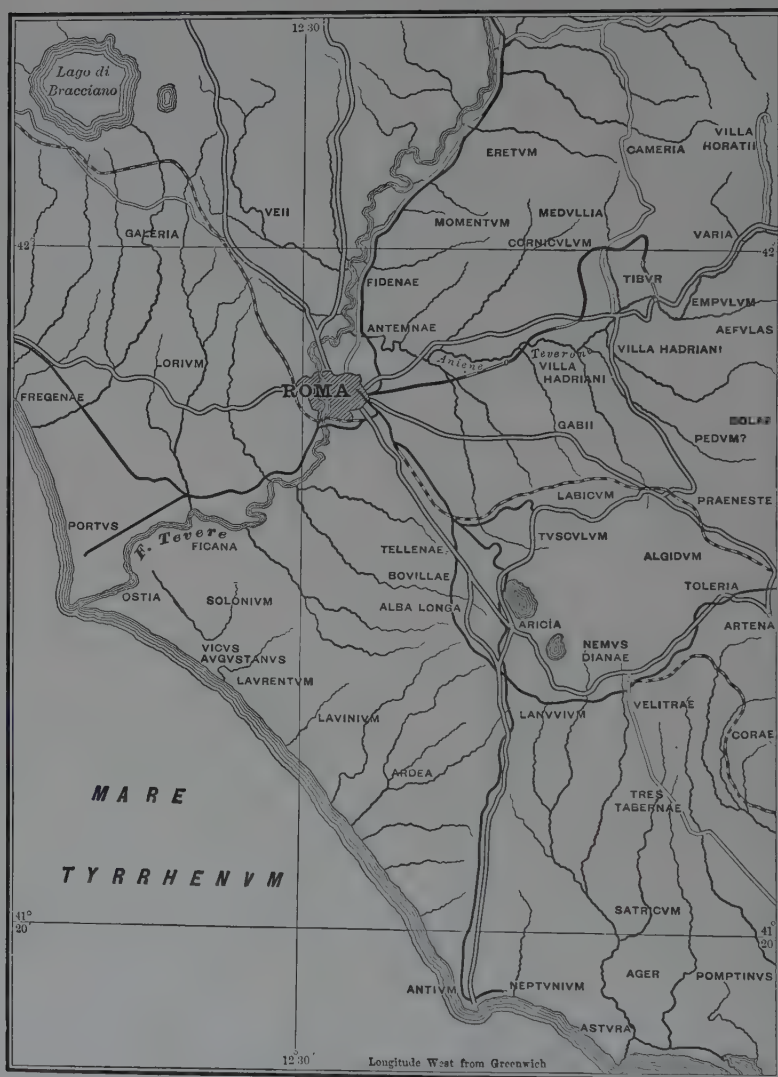 12 30
Lago di
Bracciano
VILLA
HORATII
ERETVM
CAMERIA
VEII
MOMENTVM
MEDVLLIA
GALERIA
CORNICVLVM
VARIA
42
42
TIBVR
FIDENAE
EMPVLVM
ANTEMNAE
AEFVLAS
Aniene o Teverone
VILLA HADRIANI
LORIVM
VILLA
HADRIANI
ROMA
FREGENAE
GABII
PEDVM?
LABICVM
PRAENESTE
PORTVS
F. Tevere
FICANA
TVSCVLVM
TELLENAE
ALGIDVM
BOVILLAE
OSTIA
SOLONIVM
ALBA LONGA
TOLERIA
ARICIA
ARTENA
VICVS
AVGVSTANVS
NEMVS
DIANAE
LAVRENTVM
VELITRAE
LAVINIVM
LANVVIVM
CORAE
ARDEA
MARE
TRES
TABERNAE
TYRRHENVM
SATRICVM
41°
20'
41
20
AGER
POMPTINVS
ANTIVM
NEPTVNIVM
ASTVRA
12°30'
Longitude West from Greenwich